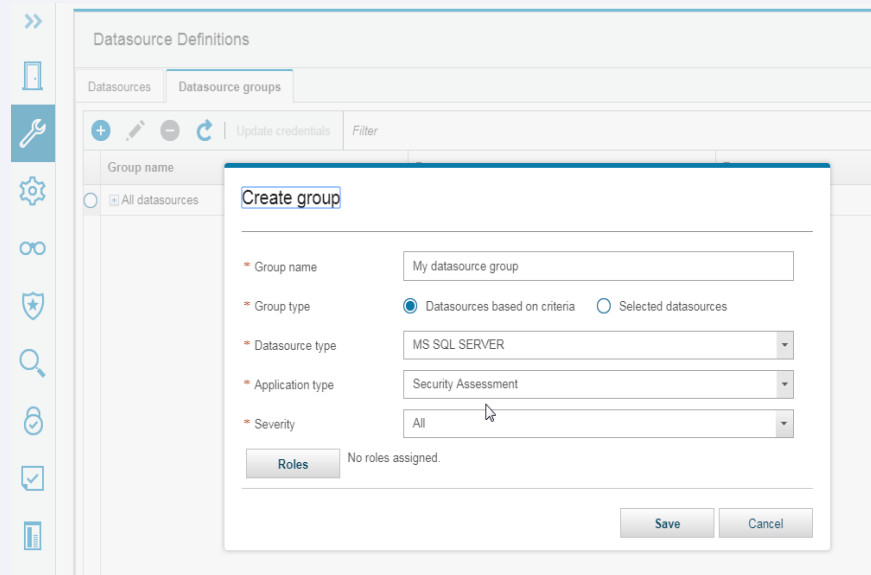 Datasource Definitions
Datasources Datasource groups
Update credentials Filter
Group name
All datasources
Create group
* Group name My datasource group
* Group type Datasources based on criteria Selected datasources
* Datasource type MS SQL SERVER
* Application type Security Assessment
* Severity All
Roles No roles assigned.
Save Cancel